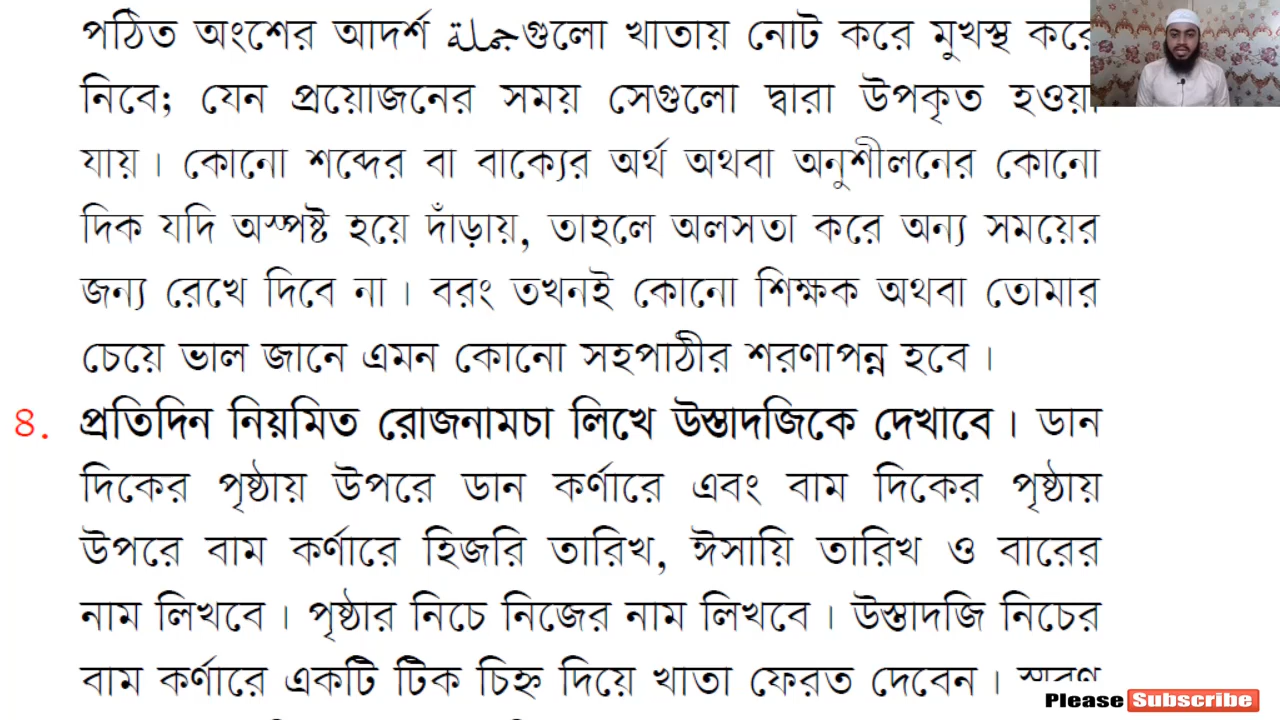 পঠিত অংশের আদর্শ جملة গুলো খাতায় নোট করে মুখস্থ করে
নিবে; যেন প্রয়োজনের সময় সেগুলো দ্বারা উপকৃত হওয়া
যায়। কোনো শব্দের বা বাক্যের অর্থ অথবা অনুশীলনের কোনো
দিক যদি অস্পষ্ট হয়ে দাঁড়ায়, তাহলে অলসতা করে অন্য সময়ের
জন্য রেখে দিবে না। বরং তখনই কোনো শিক্ষক অথবা তোমার
চেয়ে ভাল জানে এমন কোনো সহপাঠীর শরণাপন্ন হবে।
৪. প্রতিদিন নিয়মিত রোজনামচা লিখে উস্তাদজিকে দেখাবে। ডান
দিকের পৃষ্ঠায় উপরে ডান কর্ণারে এবং বাম দিকের পৃষ্ঠায়
উপরে বাম কর্ণারে হিজরি তারিখ, ঈসায়ি তারিখ ও বারের
নাম লিখবে। পৃষ্ঠার নিচে নিজের নাম লিখবে। উস্তাদজি নিচের
বাম কর্ণারে একটি টিক চিহ্ন দিয়ে খাতা ফেরত দেবেন।
Please Subscribe